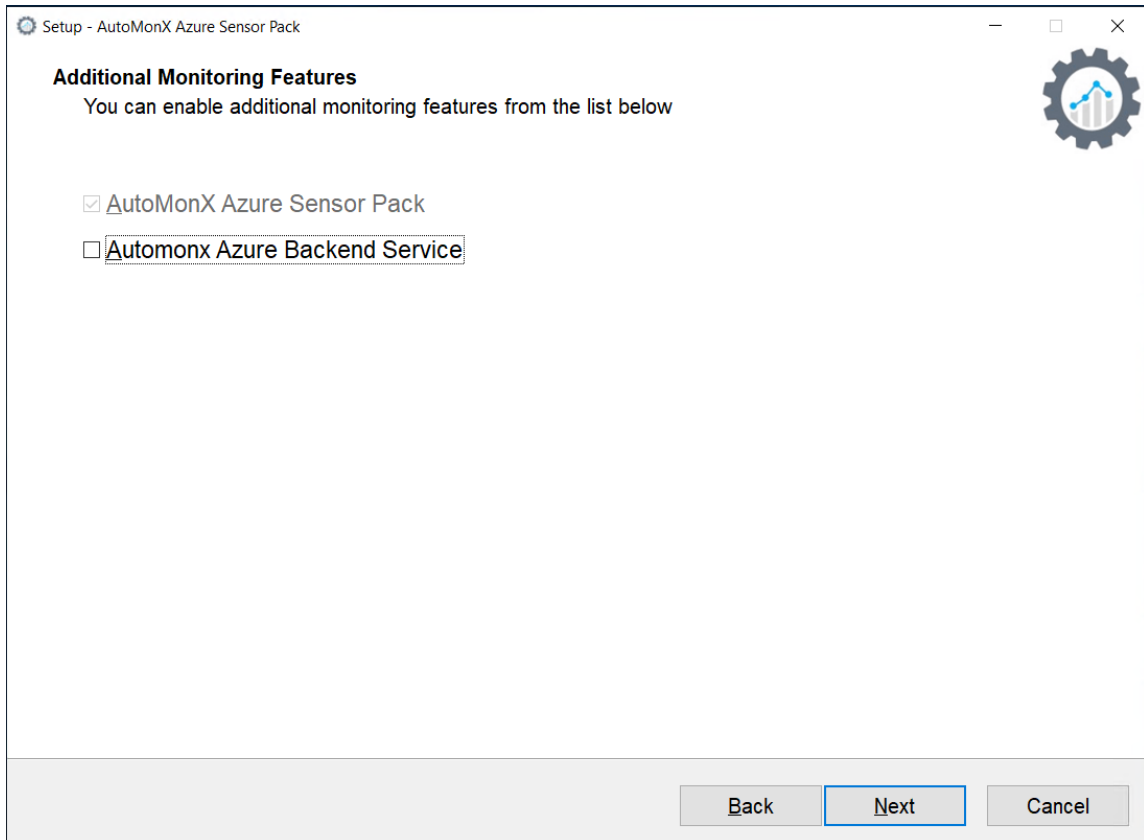 Setup - AutoMonX Azure Sensor Pack
Additional Monitoring Features
You can enable additional monitoring features from the list below
AutoMonX Azure Sensor Pack
Automonx Azure Backend Service
Back
Next
Cancel